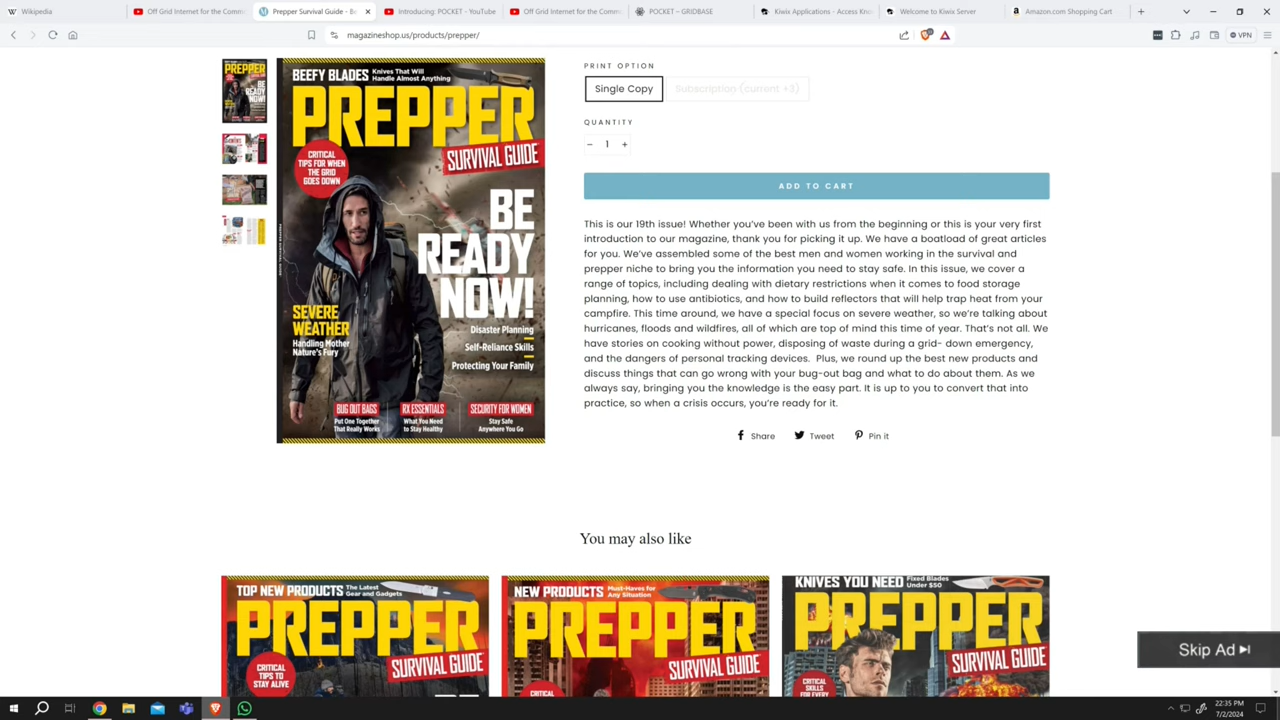 Wikipedia
Off Grid Internet for the Comm
Prepper Survival Guide - Be
Introducing: POCKET - YouTube
Off Grid Internet for the Comm
POCKET – GRIDBASE
Kiwix Applications - Access Kno
Welcome to Kiwix Server
Amazon.com Shopping Cart
magazineshop.us/products/prepper/
VPN
BEEFY BLADES Knives That Will
Handle Almost Anything
PREPPER
SURVIVAL GUIDE
CRITICAL
TIPS FOR WHEN
THE GRID
GOES DOWN
BE
READY
NOW!
SEVERE
WEATHER
Handling Mother
Nature's Fury
Disaster Planning
Self-Reliance Skills
Protecting Your Family
BUG OUT BAGS
Put One Together
That Really Works
RX ESSENTIALS
What You Need
to Stay Healthy
SECURITY FOR WOMEN
Stay Safe
Anywhere You Go
PRINT OPTION
Single Copy
Subscription (current +3)
QUANTITY
− 1 +
ADD TO CART
This is our 19th issue! Whether you've been with us from the beginning or this is your very first
introduction to our magazine, thank you for picking it up. We have a boatload of great articles
for you. We've assembled some of the best men and women working in the survival and
prepper niche to bring you the information you need to stay safe. In this issue, we cover a
range of topics, including dealing with dietary restrictions when it comes to food storage
planning, how to use antibiotics, and how to build reflectors that will help trap heat from your
campfire. This time around, we have a special focus on severe weather, so we're talking about
hurricanes, floods and wildfires, all of which are top of mind this time of year. That's not all. We
have stories on cooking without power, disposing of waste during a grid- down emergency,
and the dangers of personal tracking devices. Plus, we round up the best new products and
discuss things that can go wrong with your bug-out bag and what to do about them. As we
always say, bringing you the knowledge is the easy part. It is up to you to convert that into
practice, so when a crisis occurs, you're ready for it.
Share
Tweet
Pin it
You may also like
TOP NEW PRODUCTS The Latest
Gear and Gadgets
PREPPER
SURVIVAL GUIDE
CRITICAL
TIPS TO
STAY ALIVE
NEW PRODUCTS Must-Haves for
Any Situation
PREPPER
SURVIVAL GUIDE
CRITICAL
KNIVES YOU NEED Fixed Blades
Under $50
PREPPER
SURVIVAL GUIDE
CRITICAL
SKILLS FOR
EVERY
Skip Ad
22:35 PM
7/2/2024